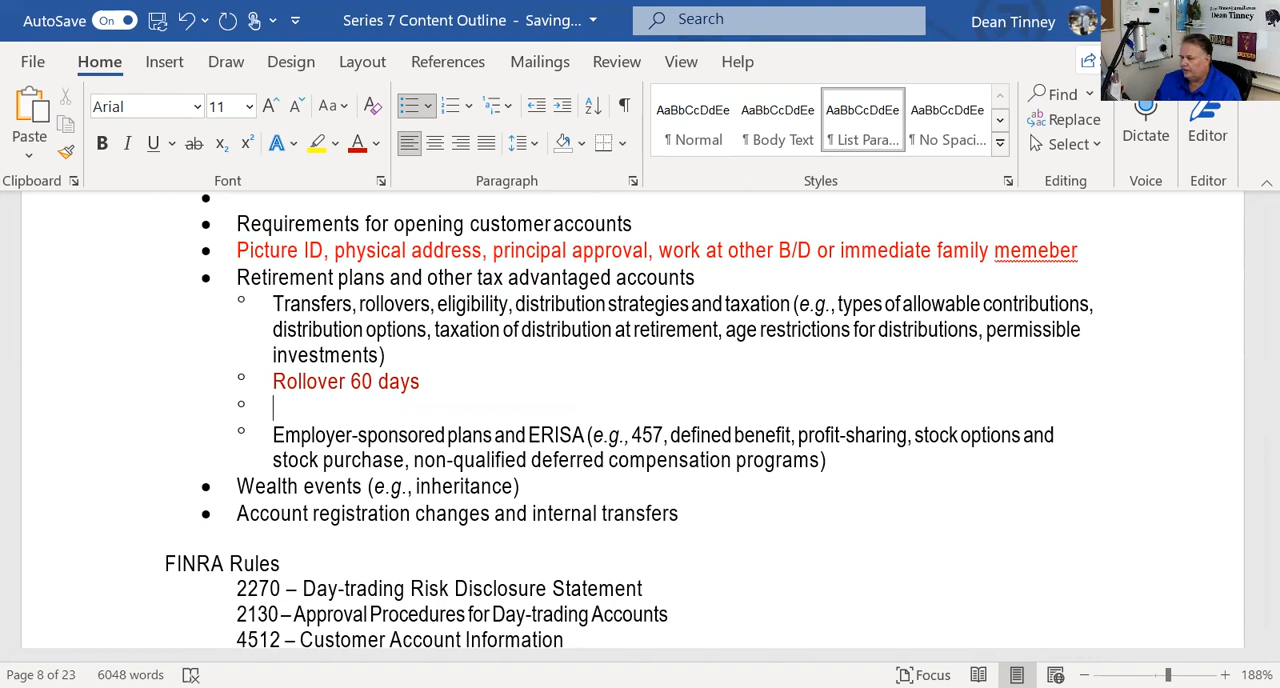 AutoSave On Series 7 Content Outline - Saving... Search Dean Tinney
Dean Tinney
File Home Insert Draw Design Layout References Mailings Review View Help
Arial 11 Aa AaBbCcDdEe AaBbCcDdEe AaBbCcDdEe AaBbCcDdEe Find
Paste Replace Dictate Editor
B I U ab x2 x2 A A ¶ Normal ¶ Body Text ¶ List Para... ¶ No Spaci... Select
Clipboard Font Paragraph Styles Editing Voice Editor
Requirements for opening customer accounts
Picture ID, physical address, principal approval, work at other B/D or immediate family memeber
Retirement plans and other tax advantaged accounts
Transfers, rollovers, eligibility, distribution strategies and taxation (e.g., types of allowable contributions,
distribution options, taxation of distribution at retirement, age restrictions for distributions, permissible
investments)
Rollover 60 days
Employer-sponsored plans and ERISA (e.g., 457, defined benefit, profit-sharing, stock options and
stock purchase, non-qualified deferred compensation programs)
Wealth events (e.g., inheritance)
Account registration changes and internal transfers
FINRA Rules
2270 – Day-trading Risk Disclosure Statement
2130 – Approval Procedures for Day-trading Accounts
4512 – Customer Account Information
Page 8 of 23 6048 words Focus 188%